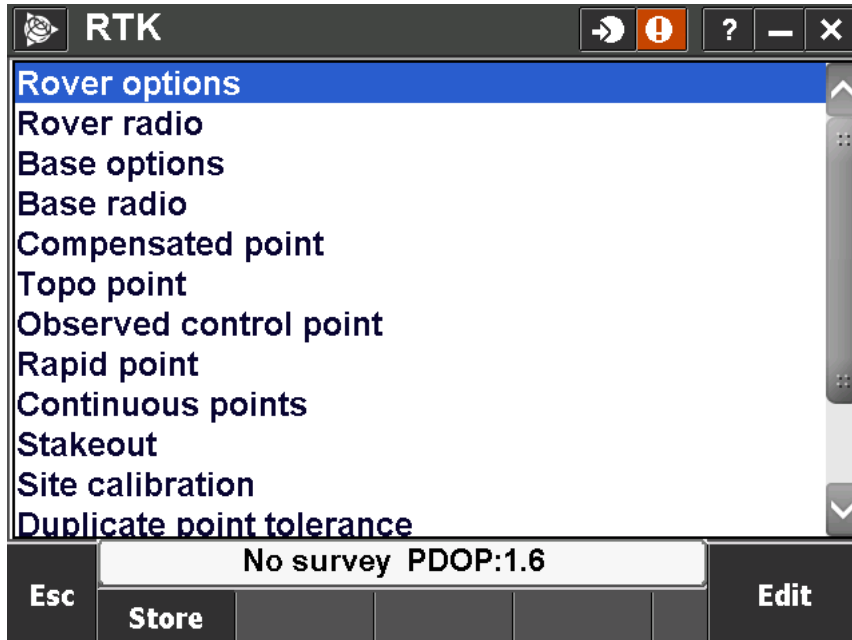 RTK
?
Rover options
Rover radio
Base options
Base radio
Compensated point
Topo point
Observed control point
Rapid point
Continuous points
Stakeout
Site calibration
Duplicate point tolerance
No survey PDOP:1.6
Esc
Edit
Store